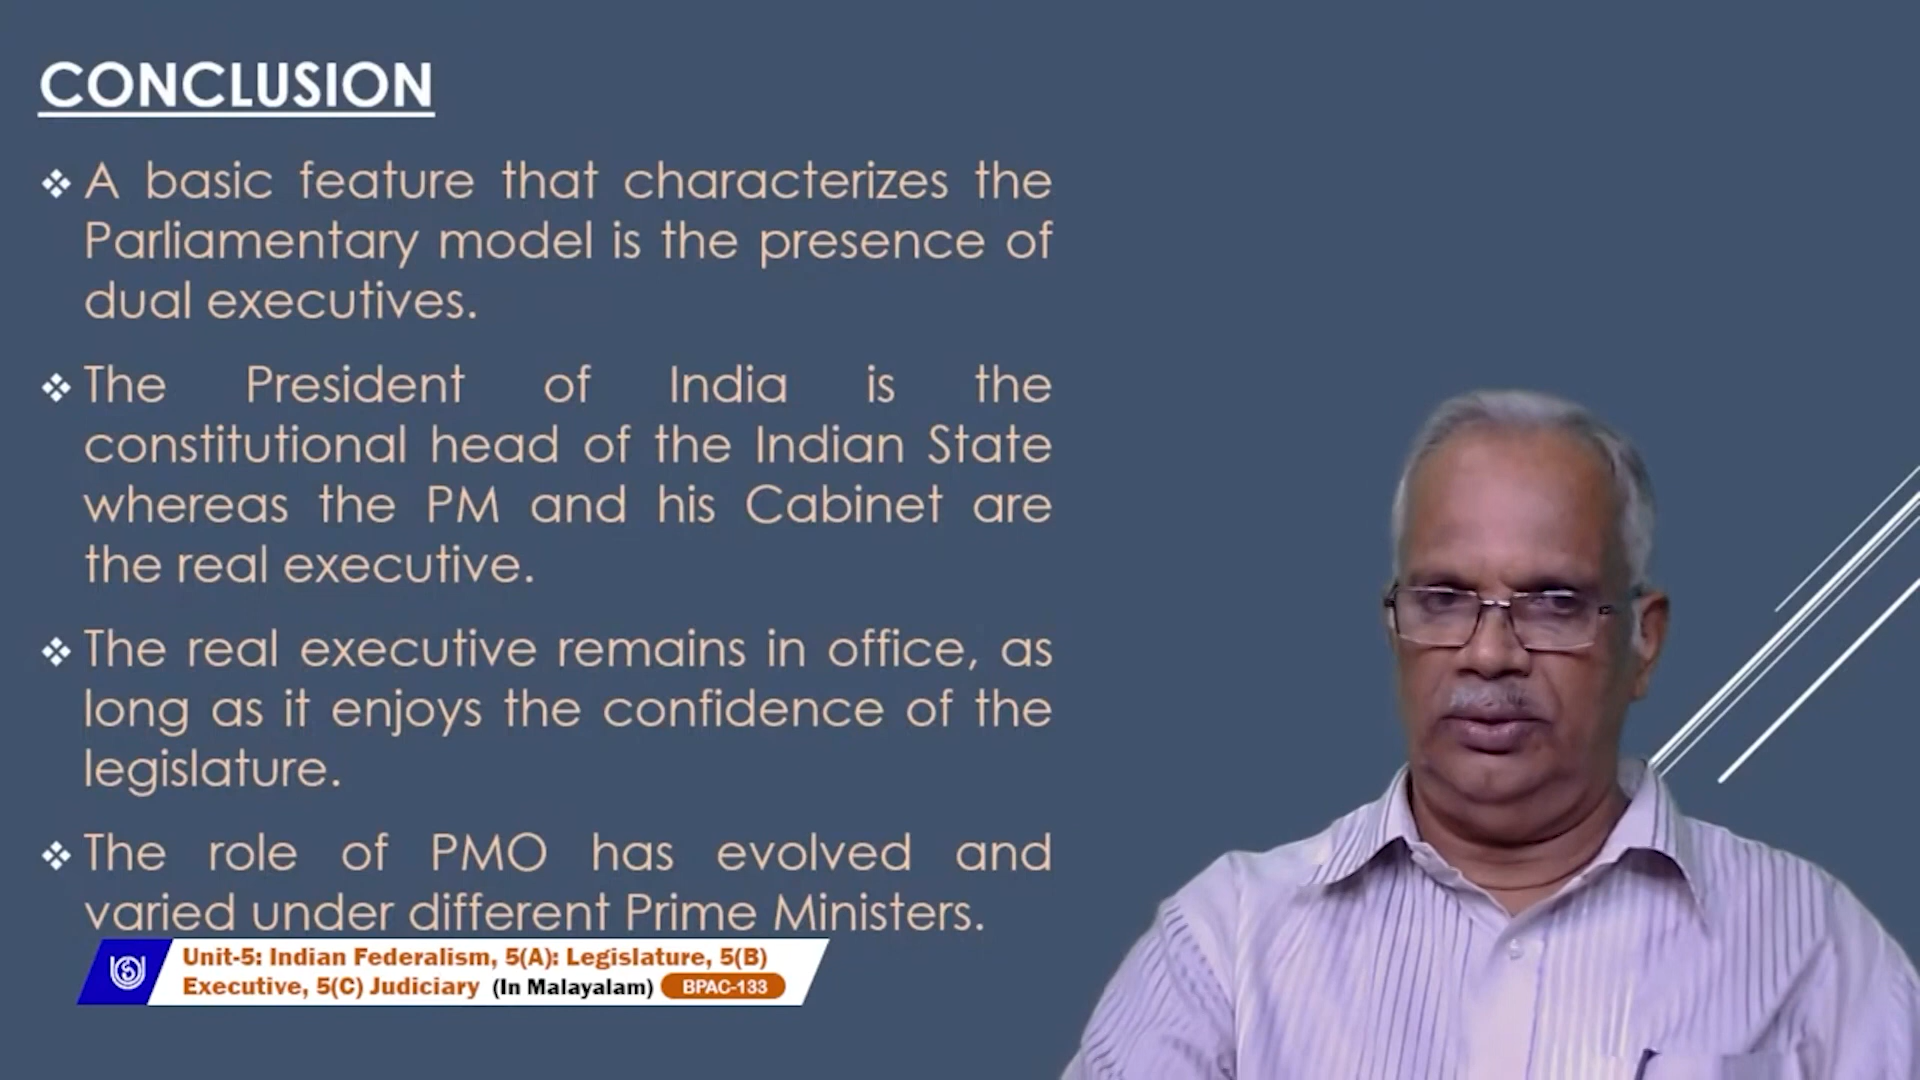 CONCLUSION
❖ A basic feature that characterizes the
Parliamentary model is the presence of
dual executives.
❖ The President of India is the
constitutional head of the Indian State
whereas the PM and his Cabinet are
the real executive.
❖ The real executive remains in office, as
long as it enjoys the confidence of the
legislature.
❖ The role of PMO has evolved and
varied under different Prime Ministers.
Unit-5: Indian Federalism, 5(A): Legislature, 5(B)
Executive, 5(C) Judiciary (In Malayalam) BPAC-133